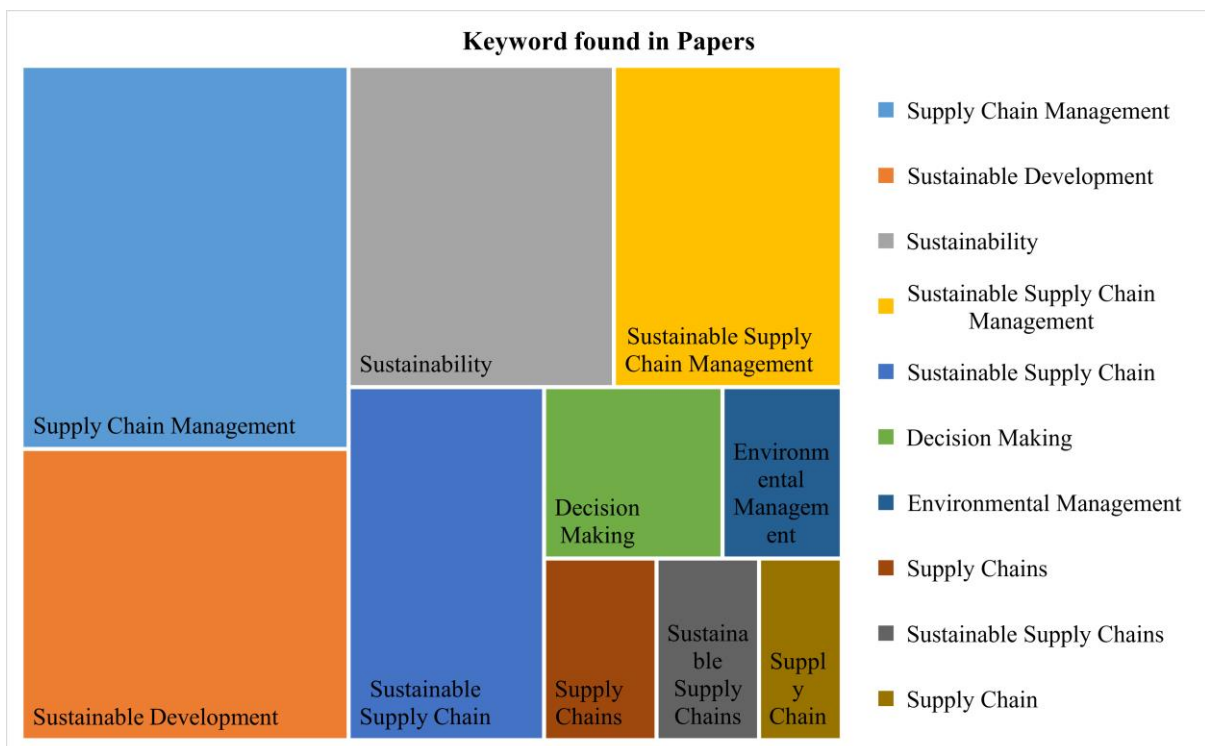 Keyword found in Papers
Supply Chain Management
Sustainability
Sustainable Supply
Chain Management
Sustainable Development
Sustainable
Supply Chain
Decision
Making
Environm
ental
Managem
ent
Supply
Chains
Sustaina
ble
Supply
Chains
Suppl
y
Chain
Supply Chain Management
Sustainable Development
Sustainability
Sustainable Supply Chain
Management
Sustainable Supply Chain
Decision Making
Environmental Management
Supply Chains
Sustainable Supply Chains
Supply Chain